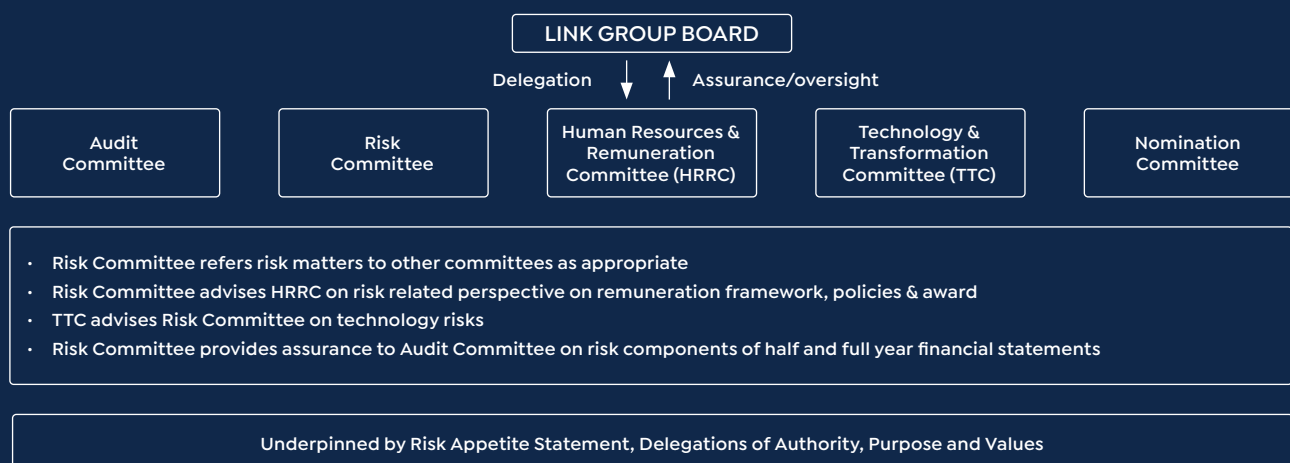 LINK GROUP BOARD
Delegation
Assurance/oversight
Audit
Committee
Risk
Committee
Human Resources &
Remuneration
Committee (HRRC)
Technology &
Transformation
Committee (TTC)
Nomination
Committee
• Risk Committee refers risk matters to other committees as appropriate
• Risk Committee advises HRRC on risk related perspective on remuneration framework, policies & award
• TTC advises Risk Committee on technology risks
• Risk Committee provides assurance to Audit Committee on risk components of half and full year financial statements
Underpinned by Risk Appetite Statement, Delegations of Authority, Purpose and Values